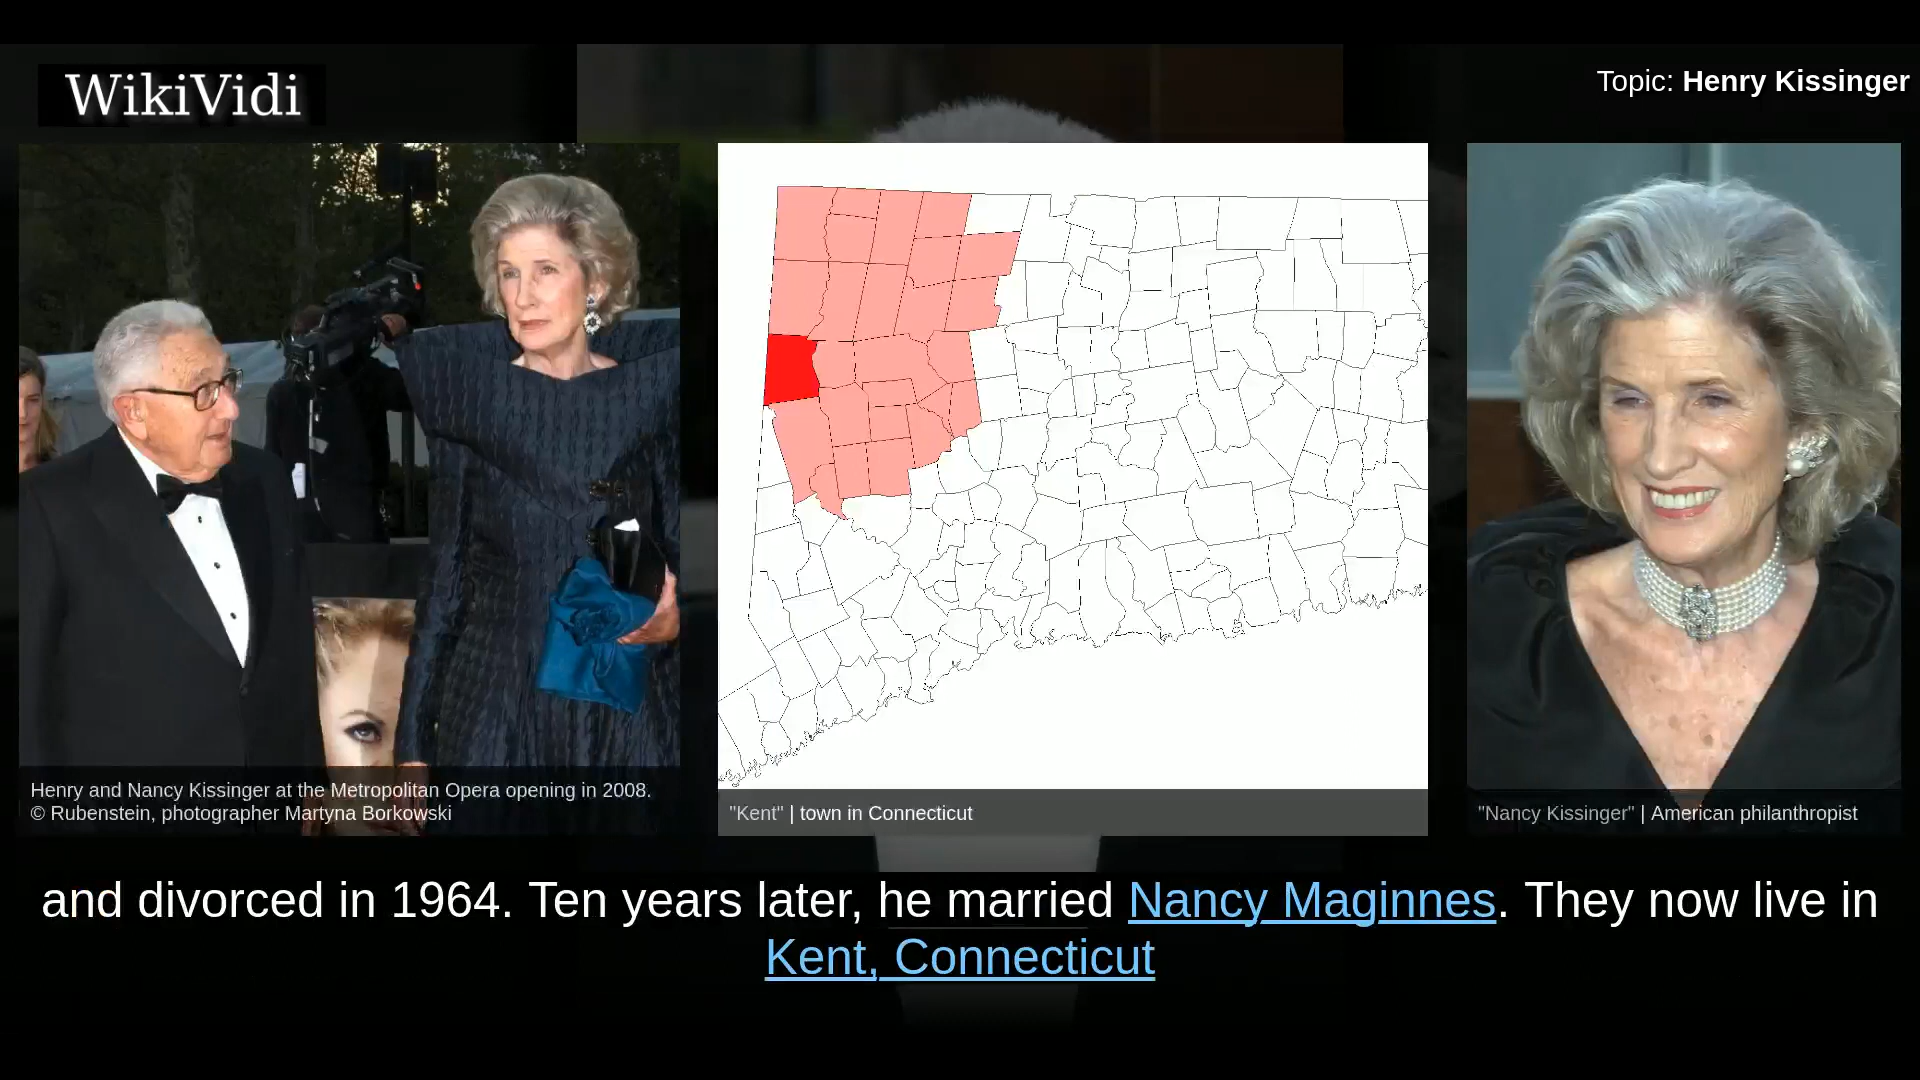 WikiVidi
Topic: Henry Kissinger
Henry and Nancy Kissinger at the Metropolitan Opera opening in 2008.
© Rubenstein, photographer Martyna Borkowski
"Kent" | town in Connecticut
"Nancy Kissinger" | American philanthropist
and divorced in 1964. Ten years later, he married Nancy Maginnes. They now live in
Kent, Connecticut